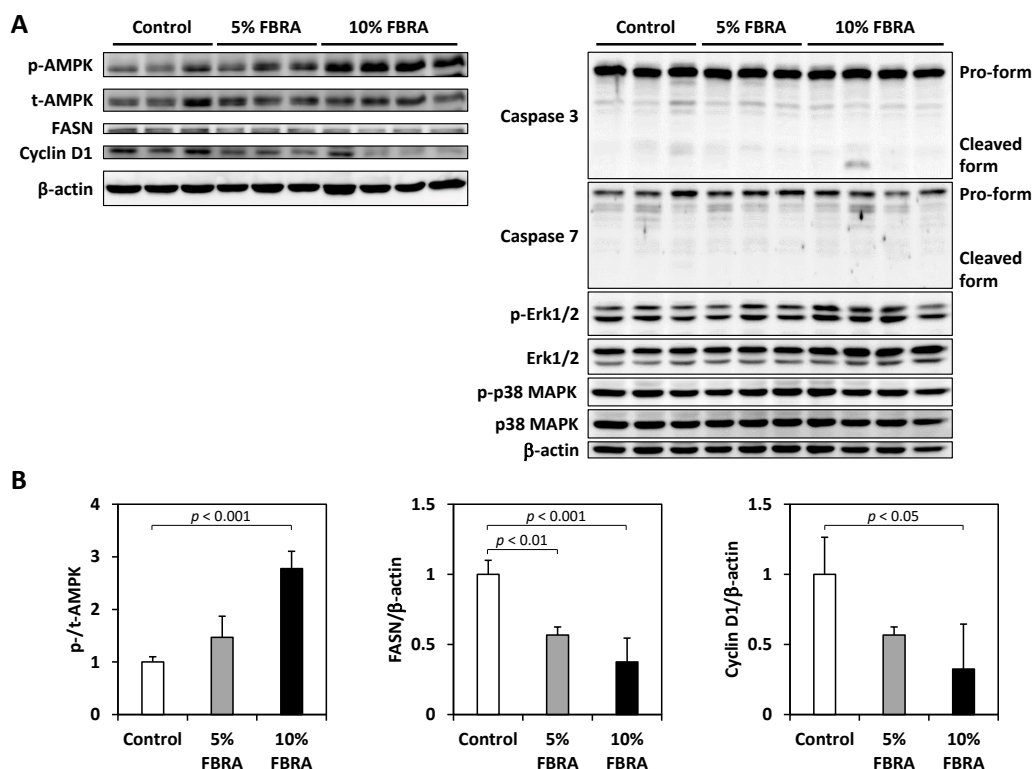 A
Control 5% FBRA 10% FBRA
p-AMPK
t-AMPK
FASN
Cyclin D1
β-actin
Control 5% FBRA 10% FBRA
Caspase 3
Pro-form
Cleaved
form
Caspase 7
Pro-form
Cleaved
form
p-Erk1/2
Erk1/2
p-p38 MAPK
p38 MAPK
β-actin
B
p-/t-AMPK
4
3
2
1
0
p < 0.001
Control 5% 10%
FBRA FBRA
FASN/β-actin
1.5
1
0.5
0
p < 0.001
p < 0.01
Control 5% 10%
FBRA FBRA
Cyclin D1/β-actin
1.5
1
0.5
0
p < 0.05
Control 5% 10%
FBRA FBRA